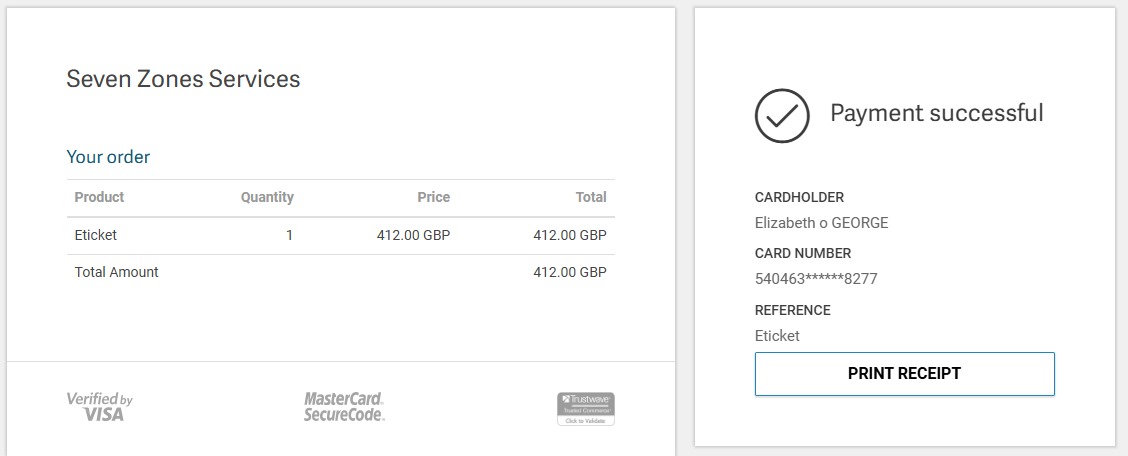 Seven Zones Services
Your order
Product Quantity Price Total
Eticket 1 412.00 GBP 412.00 GBP
Total Amount 412.00 GBP
Verified by
VISA
MasterCard.
SecureCode.
Trustwave
Trusted Commerce
Click to Validate
Payment successful
CARDHOLDER
Elizabeth o GEORGE
CARD NUMBER
540463******8277
REFERENCE
Eticket
PRINT RECEIPT